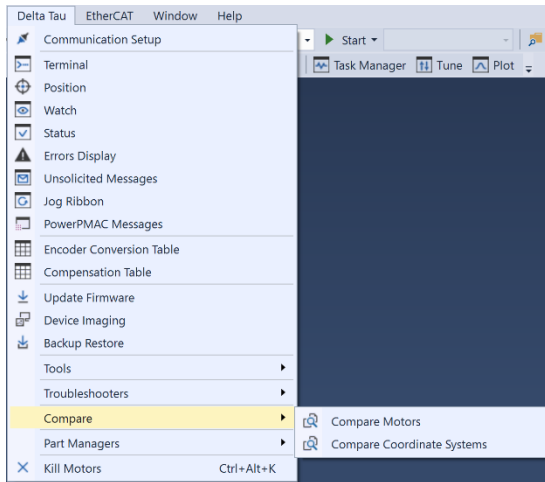 Delta Tau EtherCAT Window Help
Communication Setup
Start
Terminal
Task Manager Tune Plot
Position
Watch
Status
Errors Display
Unsolicited Messages
Jog Ribbon
PowerPMAC Messages
Encoder Conversion Table
Compensation Table
Update Firmware
Device Imaging
Backup Restore
Tools
Troubleshooters
Compare
Compare Motors
Part Managers
Compare Coordinate Systems
Kill Motors Ctrl+Alt+K